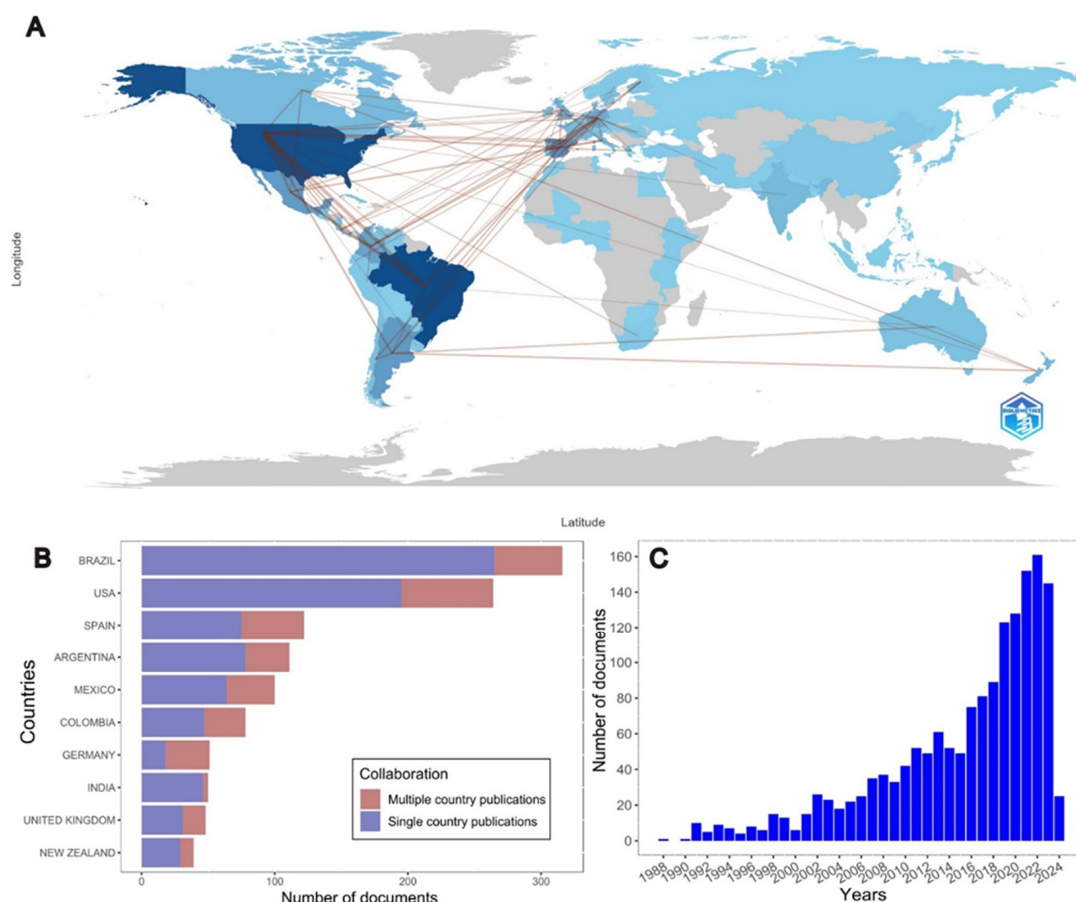 A
Longitude
BIBLIOMETRIX
Latitude
B
BRAZIL
USA
SPAIN
ARGENTINA
MEXICO
COLOMBIA
GERMANY
INDIA
UNITED KINGDOM
NEW ZEALAND
Countries
Collaboration
Multiple country publications
Single country publications
0 100 200 300
Number of documents
C
160
140
120
100
80
60
40
20
0
Number of documents
1988 1990 1992 1994 1996 1998 2000 2002 2004 2006 2008 2010 2012 2014 2016 2018 2020 2022 2024
Years